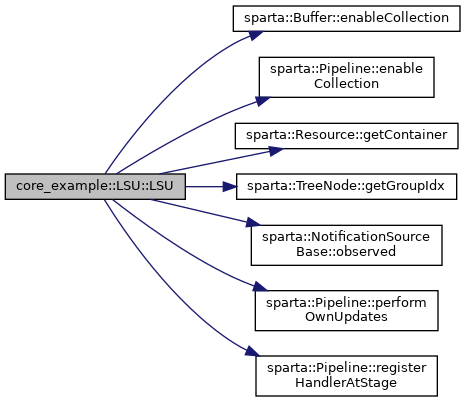 sparta::Buffer::enableCollection
sparta::Pipeline::enable
Collection
sparta::Resource::getContainer
core_example::LSU::LSU
sparta::TreeNode::getGroupIdx
sparta::NotificationSource
Base::observed
sparta::Pipeline::perform
OwnUpdates
sparta::Pipeline::register
HandlerAtStage